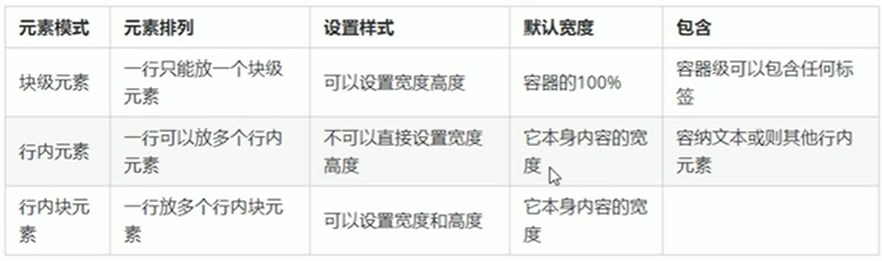 元素模式 元素排列 设置样式 默认宽度 包含
块级元素 一行只能放一个块级元素 可以设置宽度高度 容器的100% 容器级可以包含任何标签
行内元素 一行可以放多个行内元素 不可以直接设置宽度高度 它本身内容的宽度 容纳文本或则其他行内元素
行内块元素 一行放多个行内块元素 可以设置宽度和高度 它本身内容的宽度